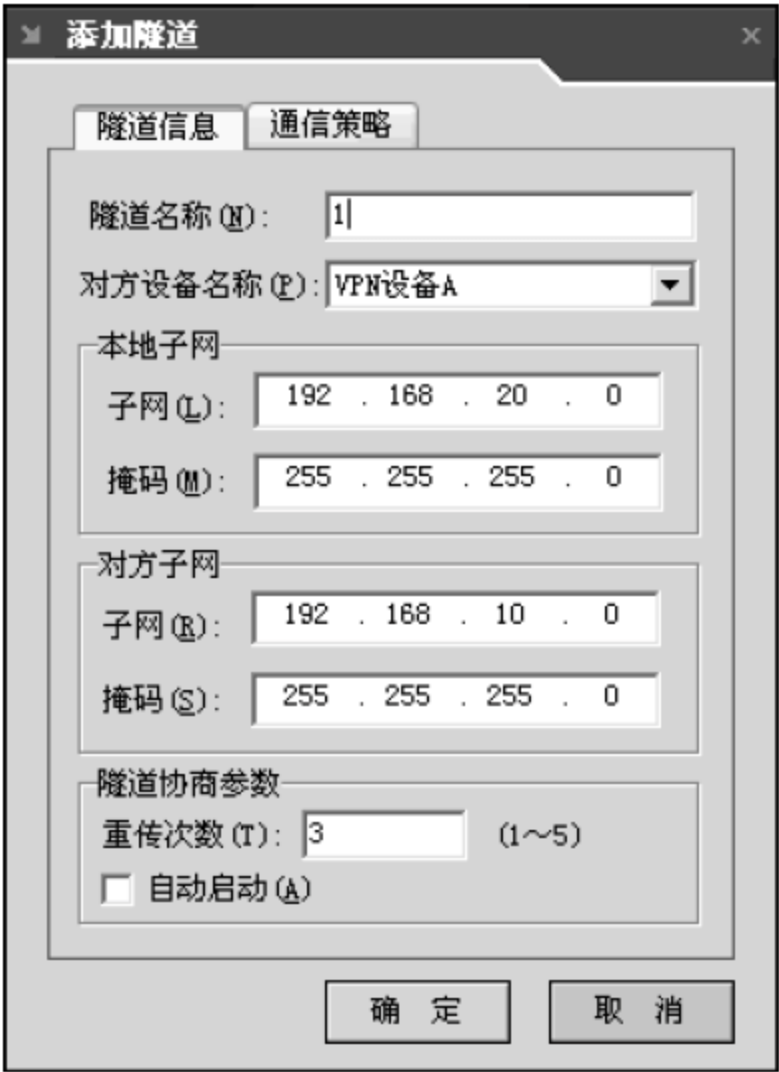 添加隧道
隧道信息 通信策略
隧道名称(N): 1
对方设备名称(P): VPN设备A
本地子网
子网(L): 192 . 168 . 20 . 0
掩码(M): 255 . 255 . 255 . 0
对方子网
子网(R): 192 . 168 . 10 . 0
掩码(S): 255 . 255 . 255 . 0
隧道协商参数
重传次数(T): 3 (1～5)
自动启动(A)
确 定 取 消